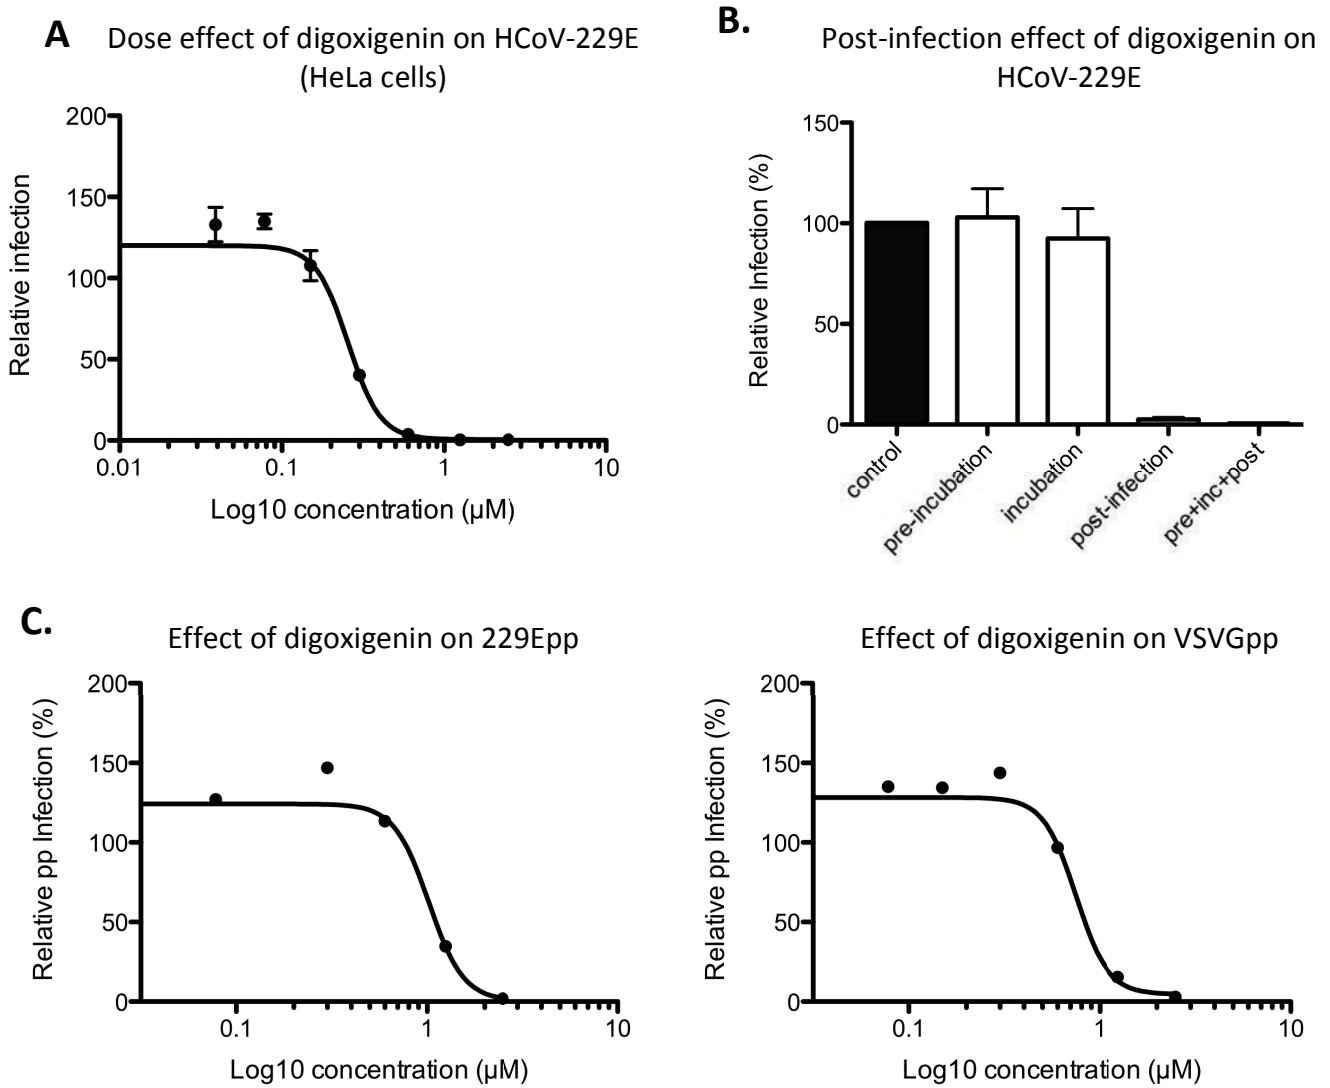 A
Dose effect of digoxigenin on HCoV-229E
(HeLa cells)
Relative infection
200
150
100
50
0
0.01
0.1
1
10
Log10 concentration (µM)
B.
Post-infection effect of digoxigenin on
HCoV-229E
Relative Infection (%)
150
100
50
0
control
pre-incubation
incubation
post-infection
pre+inc+post
C.
Effect of digoxigenin on 229Epp
Relative pp Infection (%)
200
150
100
50
0
0.1
1
10
Log10 concentration (µM)
Effect of digoxigenin on VSVGpp
Relative pp Infection (%)
200
150
100
50
0
0.1
1
10
Log10 concentration (µM)